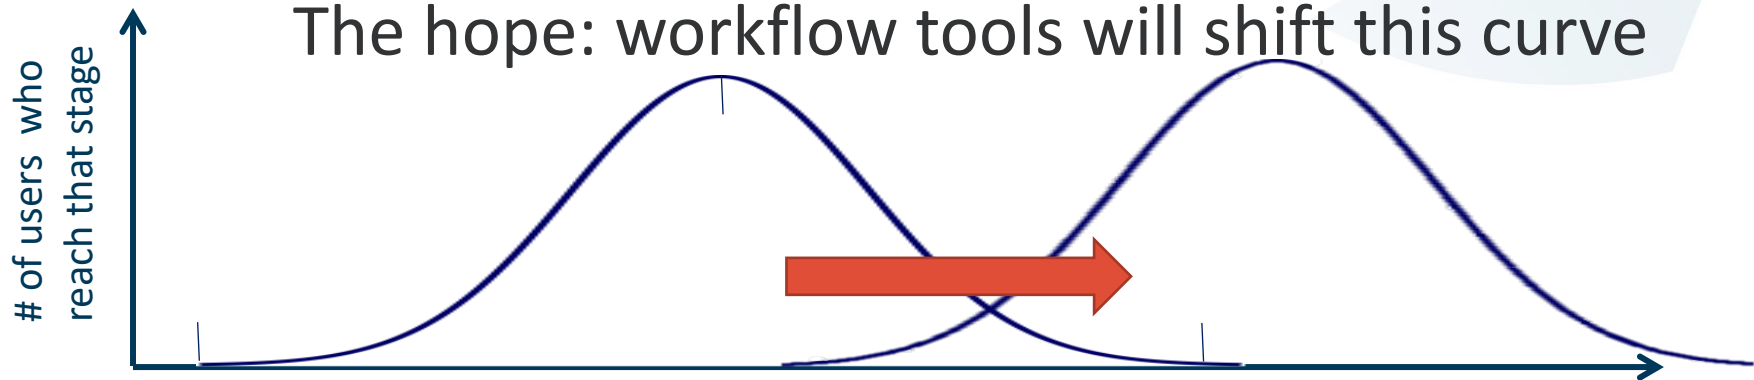 The hope: workflow tools will shift this curve
# of users who
reach that stage